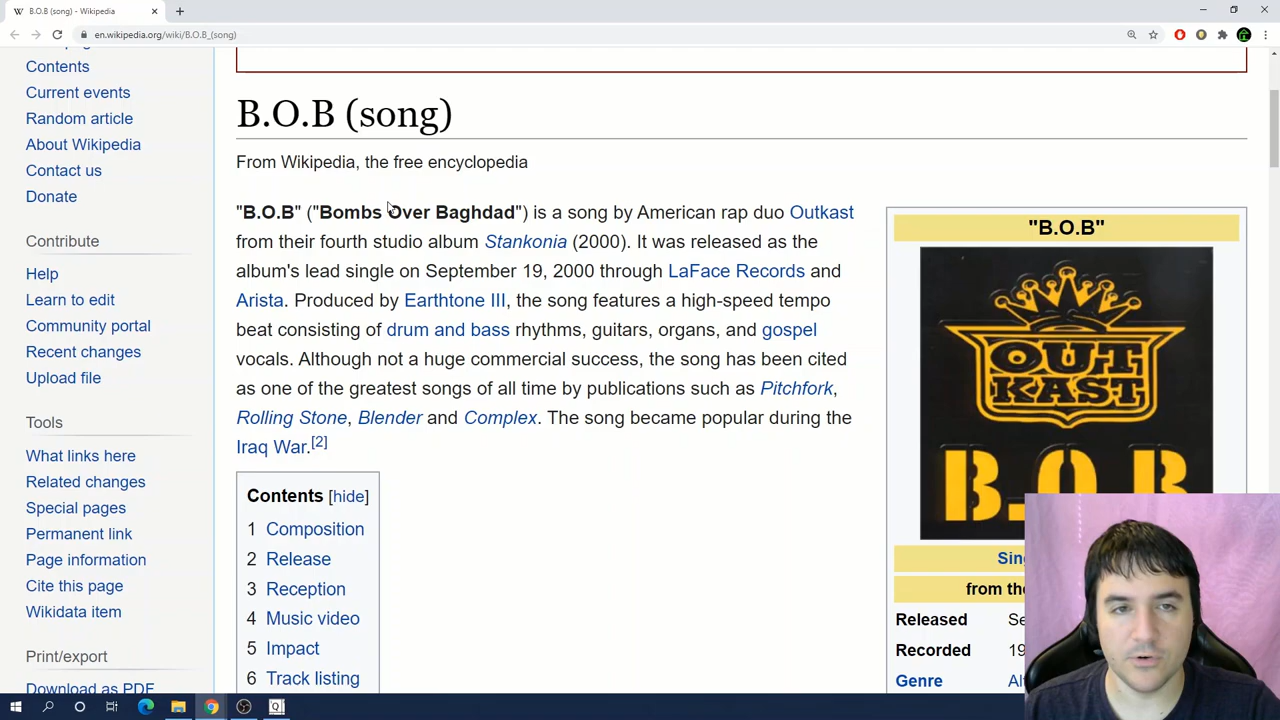 B.O.B (song) - Wikipedia
en.wikipedia.org/wiki/B.O.B_(song)
Contents
Current events
Random article
About Wikipedia
Contact us
Donate
Contribute
Help
Learn to edit
Community portal
Recent changes
Upload file
Tools
What links here
Related changes
Special pages
Permanent link
Page information
Cite this page
Wikidata item
Print/export
Download as PDF
B.O.B (song)
From Wikipedia, the free encyclopedia
"B.O.B" ("Bombs Over Baghdad") is a song by American rap duo Outkast
from their fourth studio album Stankonia (2000). It was released as the
album's lead single on September 19, 2000 through LaFace Records and
Arista. Produced by Earthtone III, the song features a high-speed tempo
beat consisting of drum and bass rhythms, guitars, organs, and gospel
vocals. Although not a huge commercial success, the song has been cited
as one of the greatest songs of all time by publications such as Pitchfork,
Rolling Stone, Blender and Complex. The song became popular during the
Iraq War.[2]
Contents [hide]
1 Composition
2 Release
3 Reception
4 Music video
5 Impact
6 Track listing
"B.O.B"
OUT
KAST
B.O.B
from the
Released
Recorded
Genre